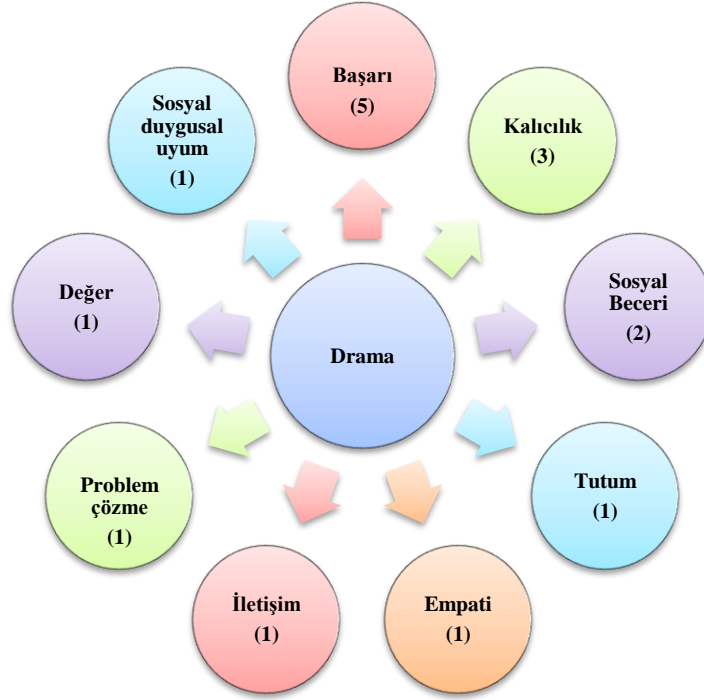 Başarı
(5)
Kalıcılık
(3)
Sosyal
Beceri
(2)
Tutum
(1)
Empati
(1)
İletişim
(1)
Problem
çözme
(1)
Değer
(1)
Sosyal
duygusal
uyum
(1)
Drama